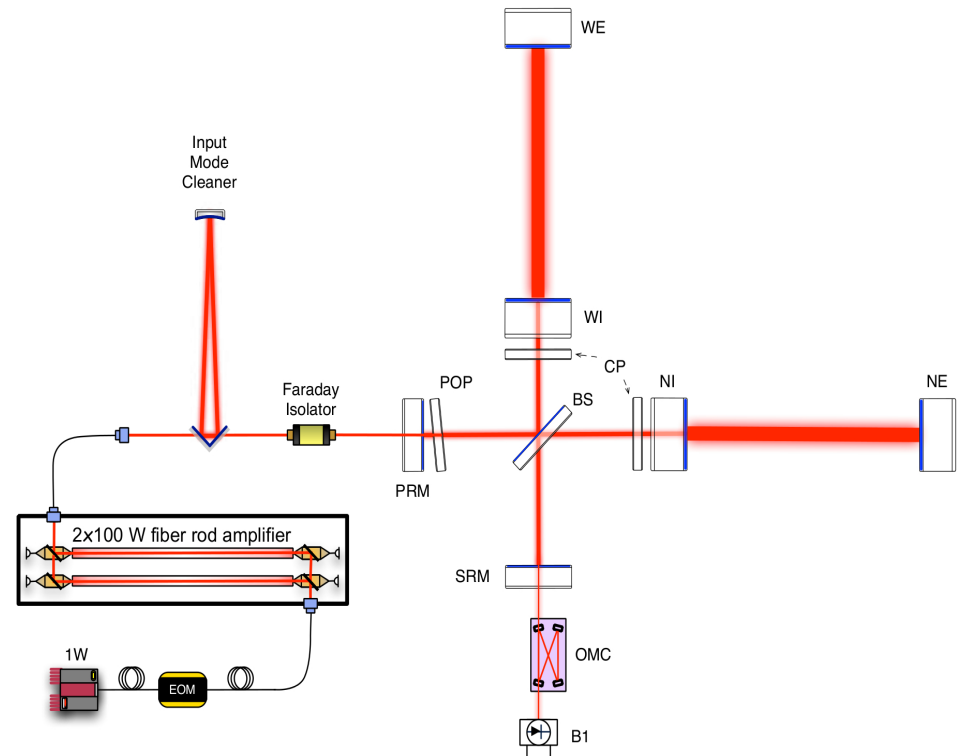 WE
Input
Mode
Cleaner
WI
CP
Faraday
Isolator
POP
BS
NI
NE
PRM
2x100 W fiber rod amplifier
SRM
1W
EOM
OMC
B1